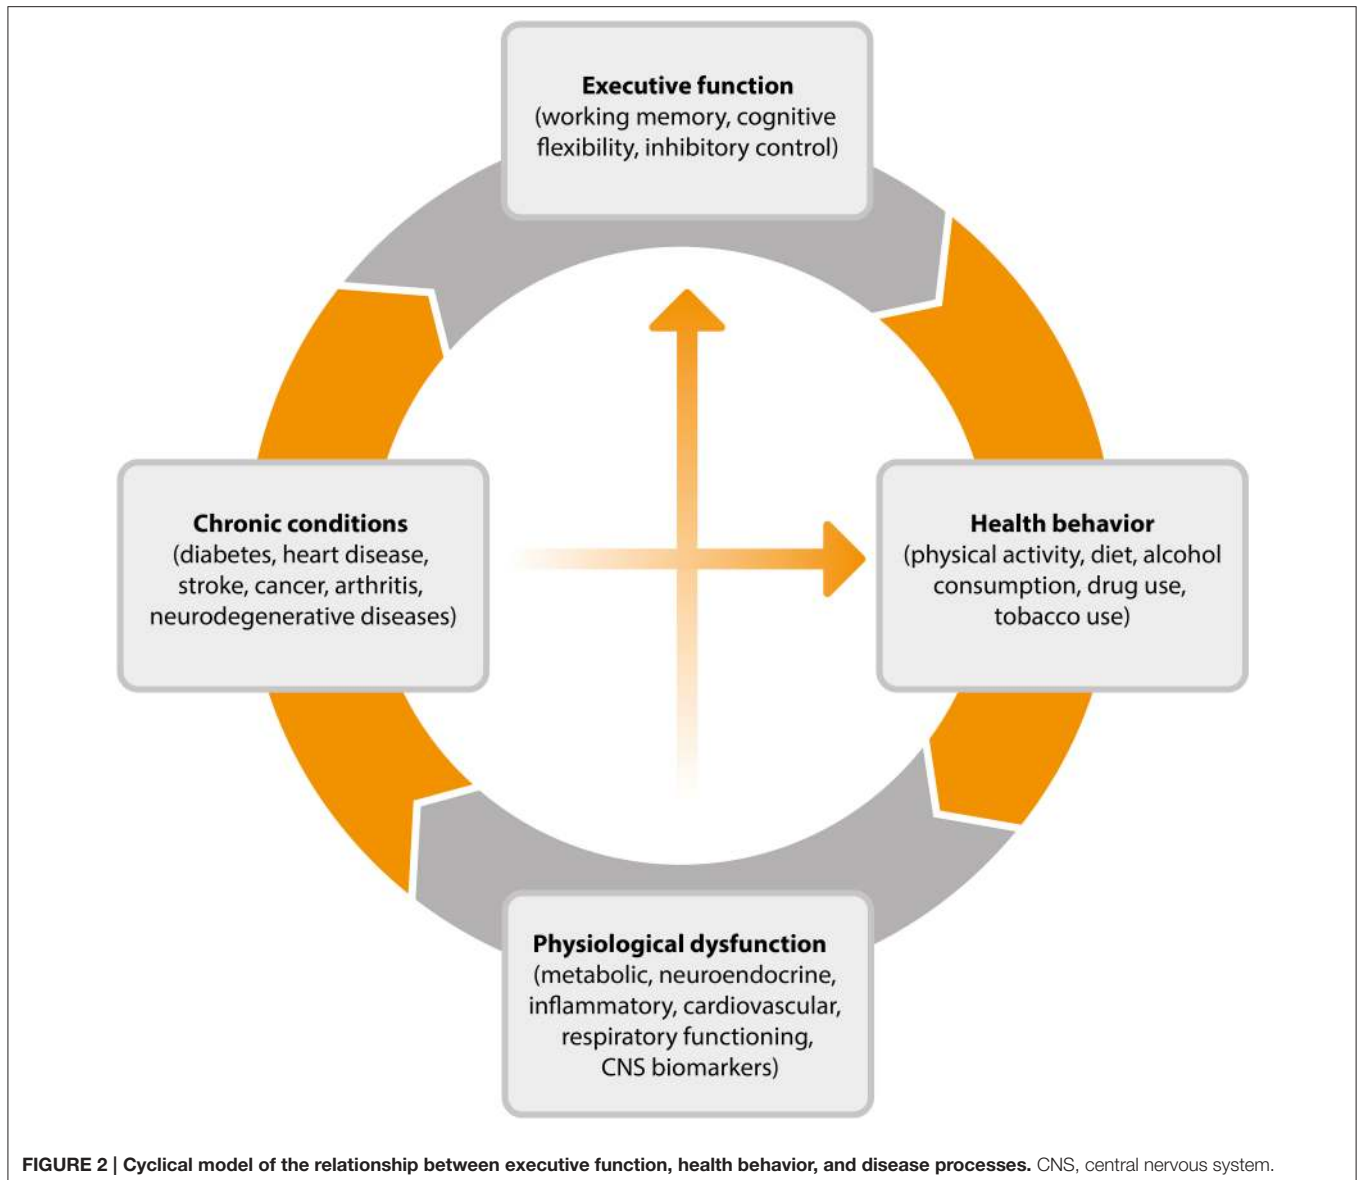 Executive function
(working memory, cognitive
flexibility, inhibitory control)
Chronic conditions
(diabetes, heart disease,
stroke, cancer, arthritis,
neurodegenerative diseases)
Health behavior
(physical activity, diet, alcohol
consumption, drug use,
tobacco use)
Physiological dysfunction
(metabolic, neuroendocrine,
inflammatory, cardiovascular,
respiratory functioning,
CNS biomarkers)
FIGURE 2 | Cyclical model of the relationship between executive function, health behavior, and disease processes. CNS, central nervous system.